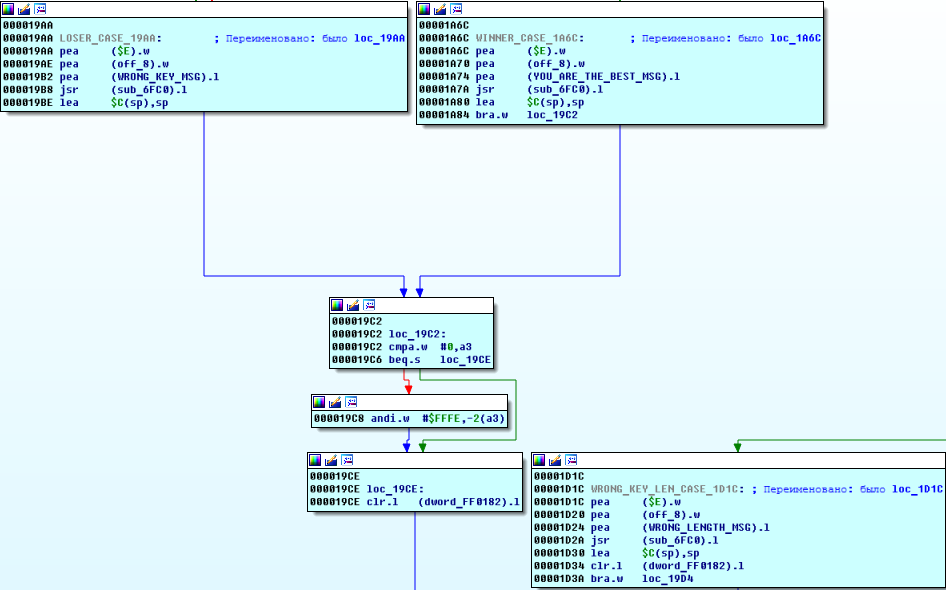 000019AA
000019AA LOSER_CASE_19AA: ; Переименовано: было loc_19AA
000019AA pea ($E).w
000019AE pea (off_8).w
000019B2 pea (WRONG_KEY_MSG).l
000019B8 jsr (sub_6FC0).l
000019BE lea $C(sp),sp
00001A6C
00001A6C WINNER_CASE_1A6C: ; Переименовано: было loc_1A6C
00001A6C pea ($E).w
00001A70 pea (off_8).w
00001A74 pea (YOU_ARE_THE_BEST_MSG).l
00001A7A jsr (sub_6FC0).l
00001A80 lea $C(sp),sp
00001A84 bra.w loc_19C2
000019C2
000019C2 loc_19C2:
000019C2 cmpa.w #0,a3
000019C6 beq.s loc_19CE
000019C8 andi.w #$FFFE,-2(a3)
000019CE
000019CE loc_19CE:
000019CE clr.l (dword_FF0182).l
00001D1C
00001D1C WRONG_KEY_LEN_CASE_1D1C: ; Переименовано: было loc_1D1C
00001D1C pea ($E).w
00001D20 pea (off_8).w
00001D24 pea (WRONG_LENGTH_MSG).l
00001D2A jsr (sub_6FC0).l
00001D30 lea $C(sp),sp
00001D34 clr.l (dword_FF0182).l
00001D3A bra.w loc_19D4